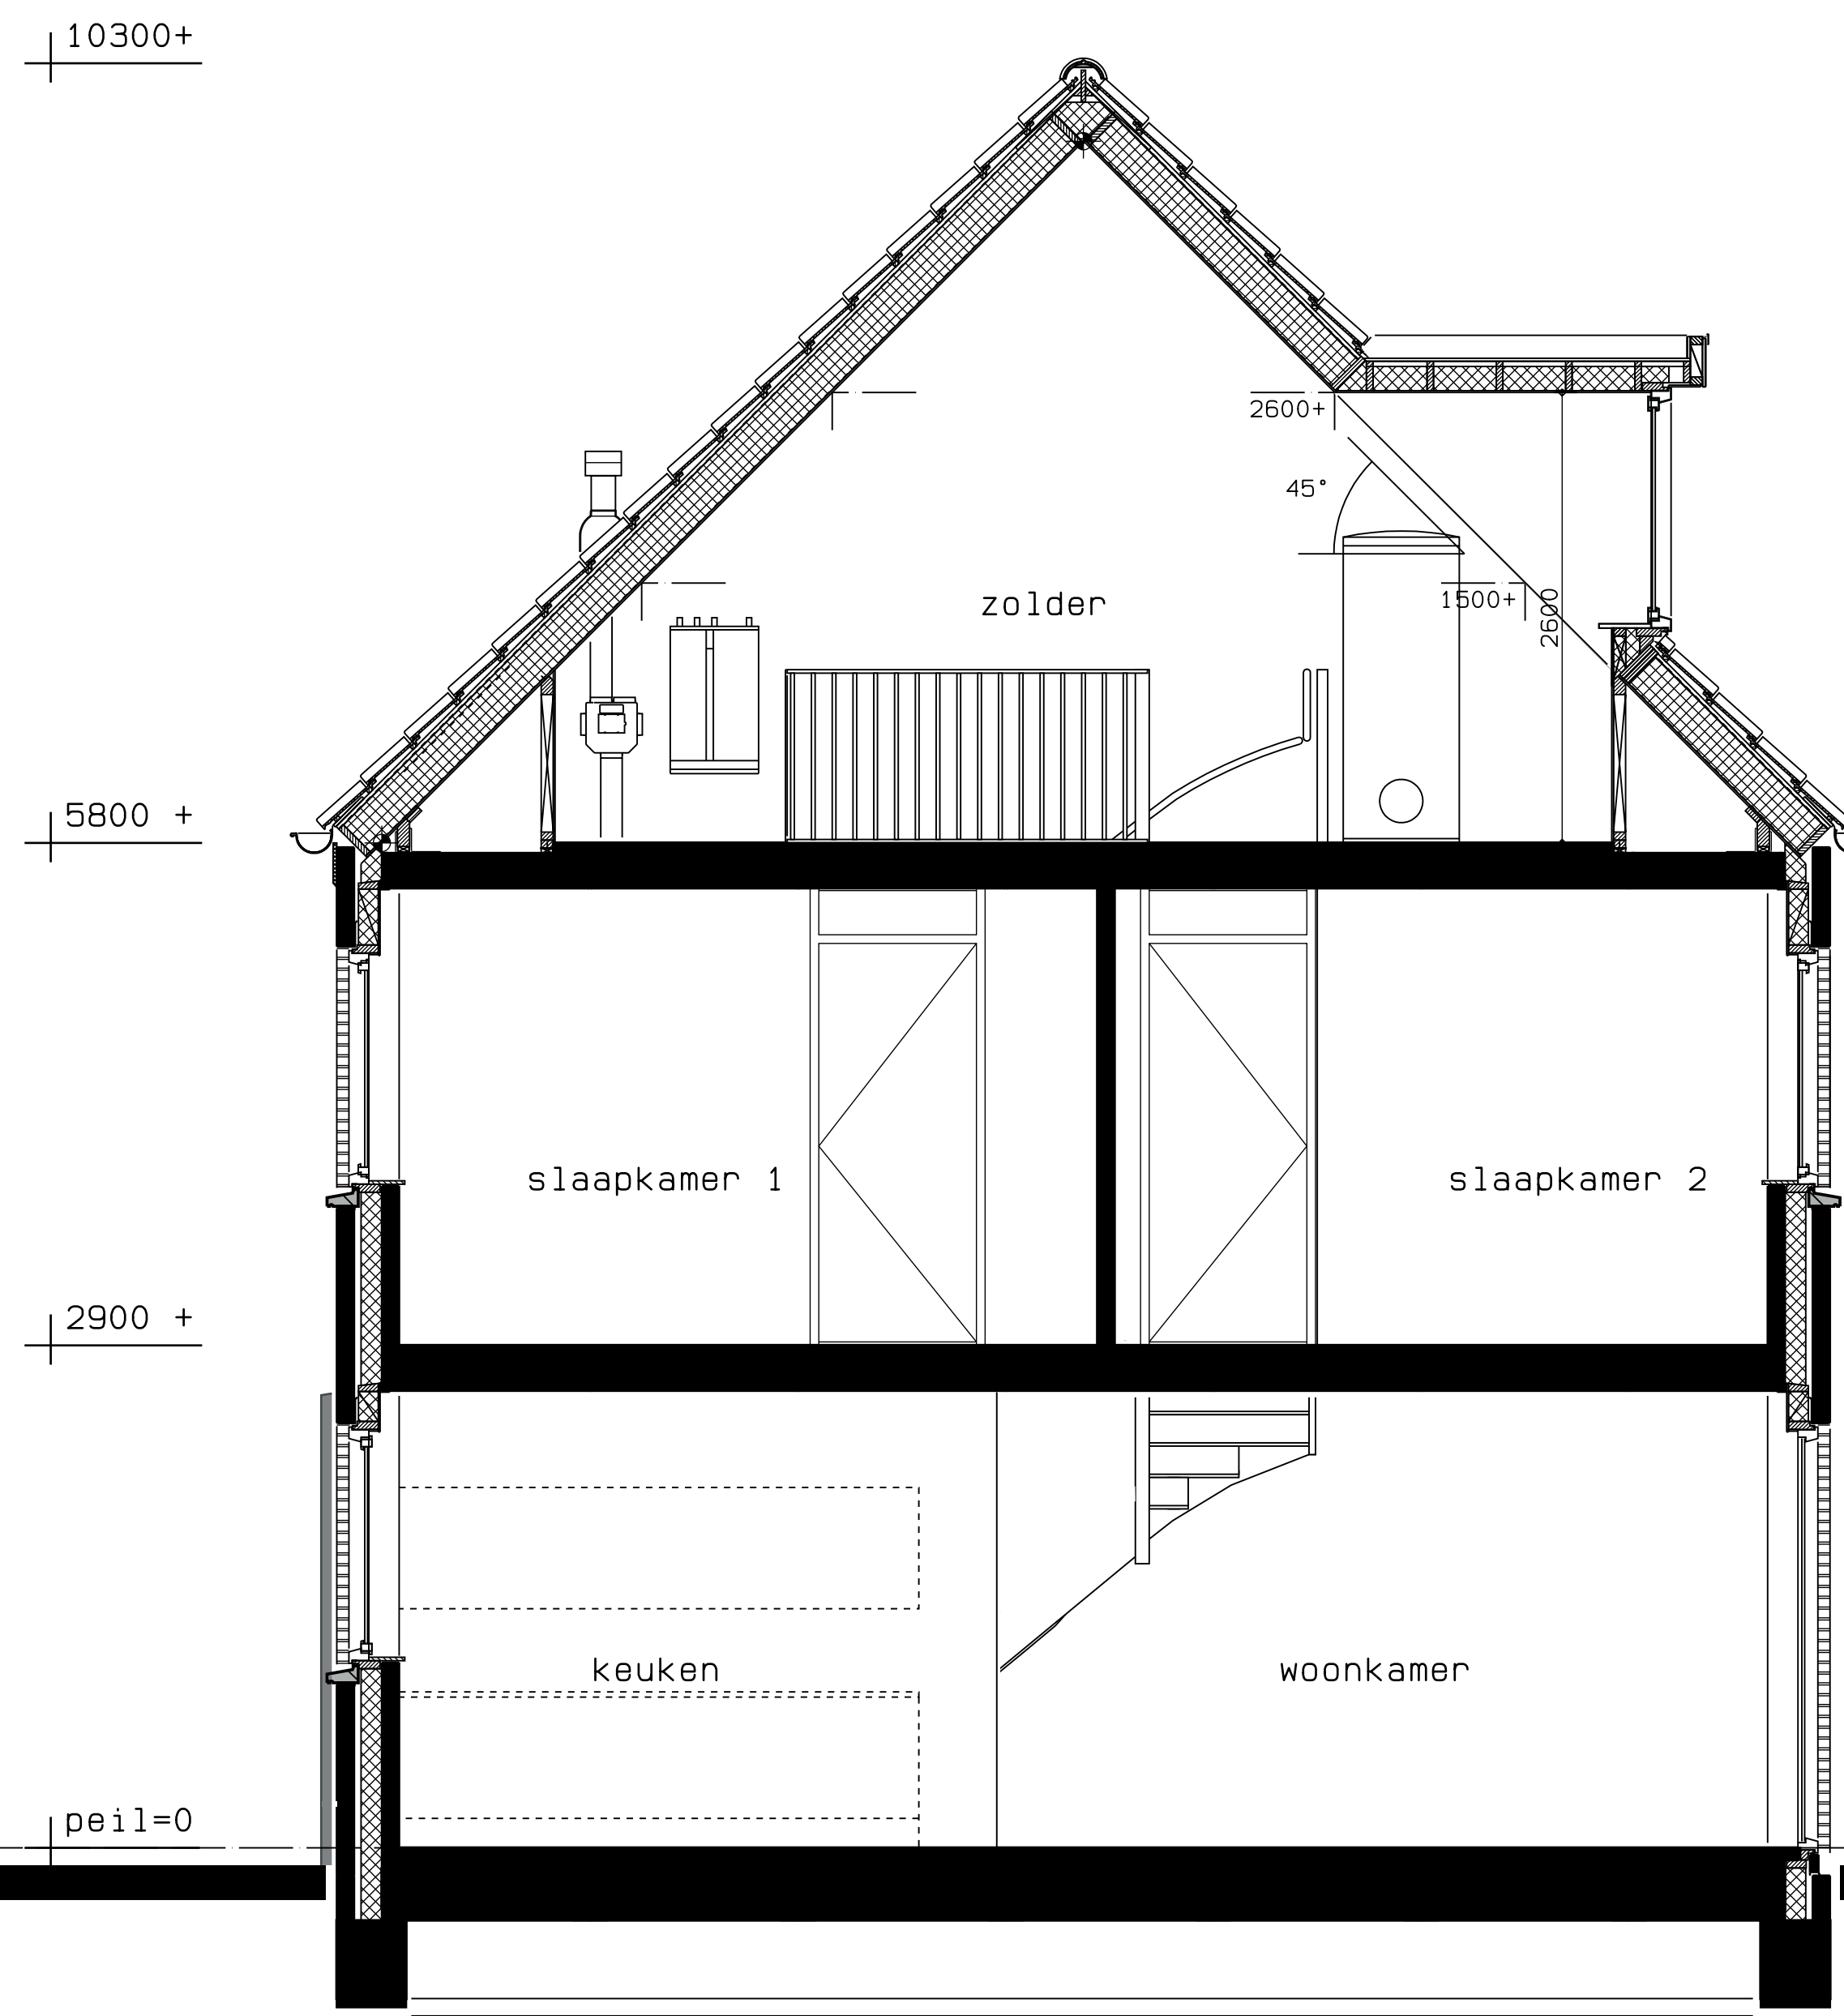 10300+
2600+
45°
zolder
1500+
2600
5800 +
slaapkamer 1
slaapkamer 2
2900 +
keuken
woonkamer
peil=0